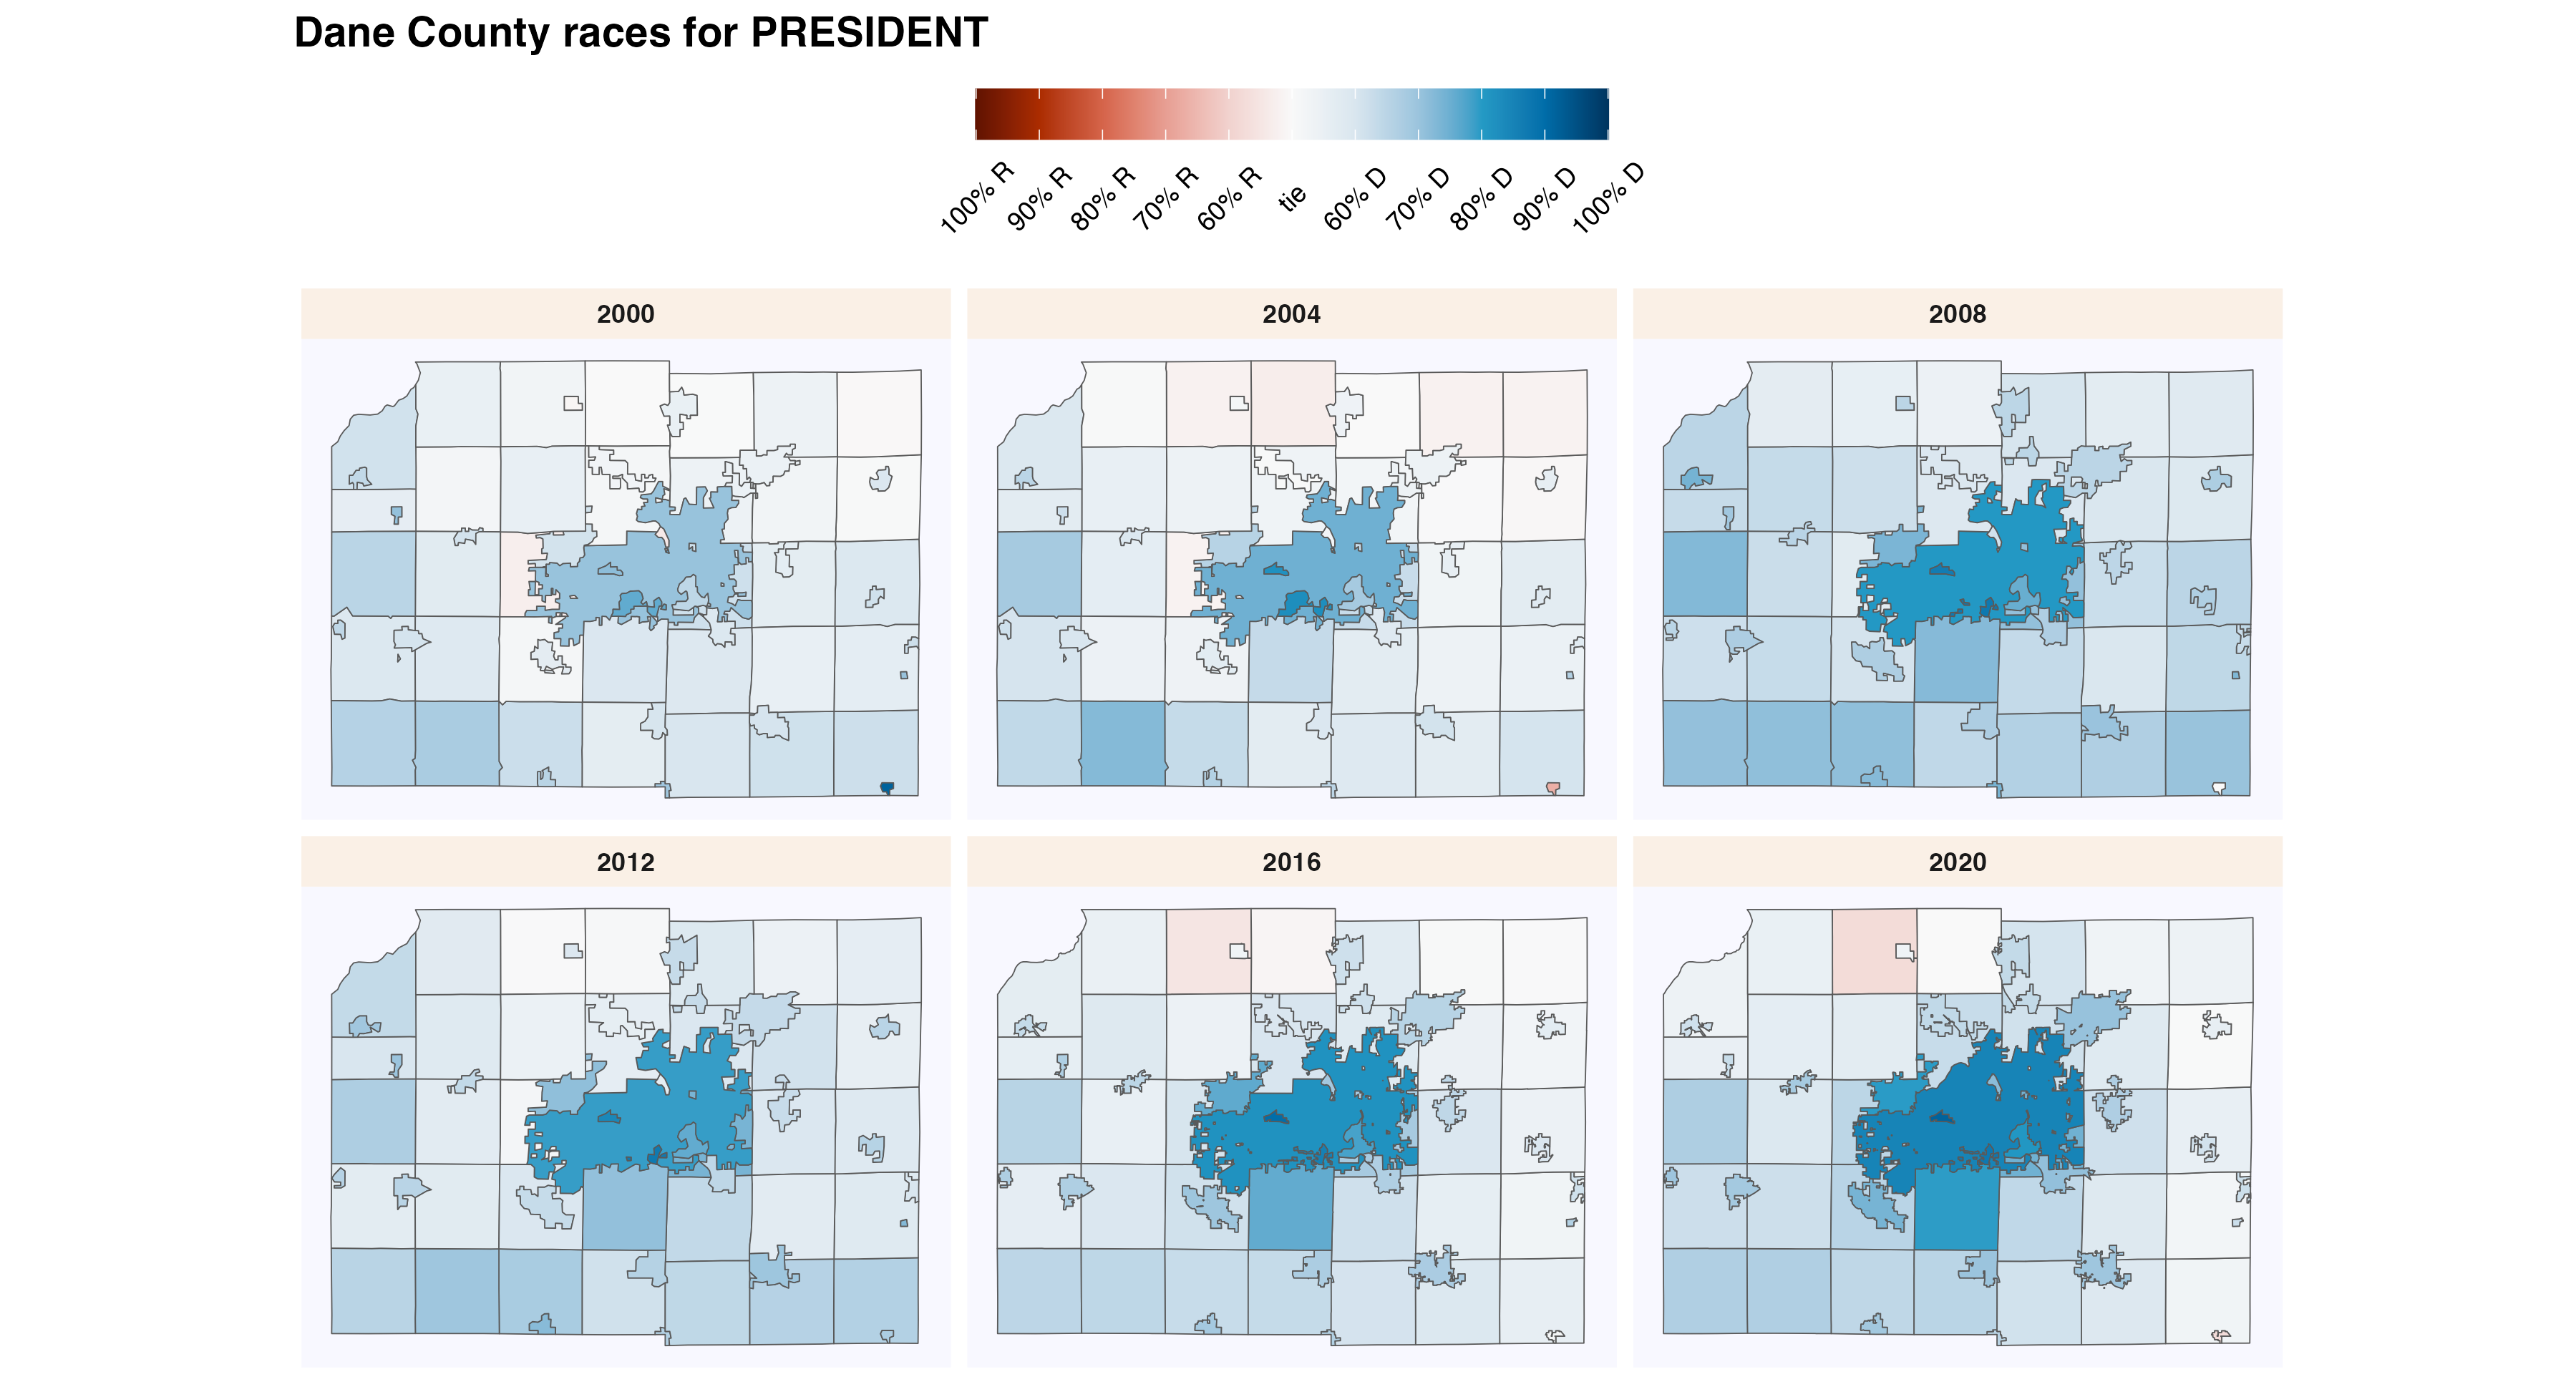 Dane County races for PRESIDENT
100% R 90% R 80% R 70% R 60% R tie 60% D 70% D 80% D 90% D 100% D
2000 2004 2008
2012 2016 2020